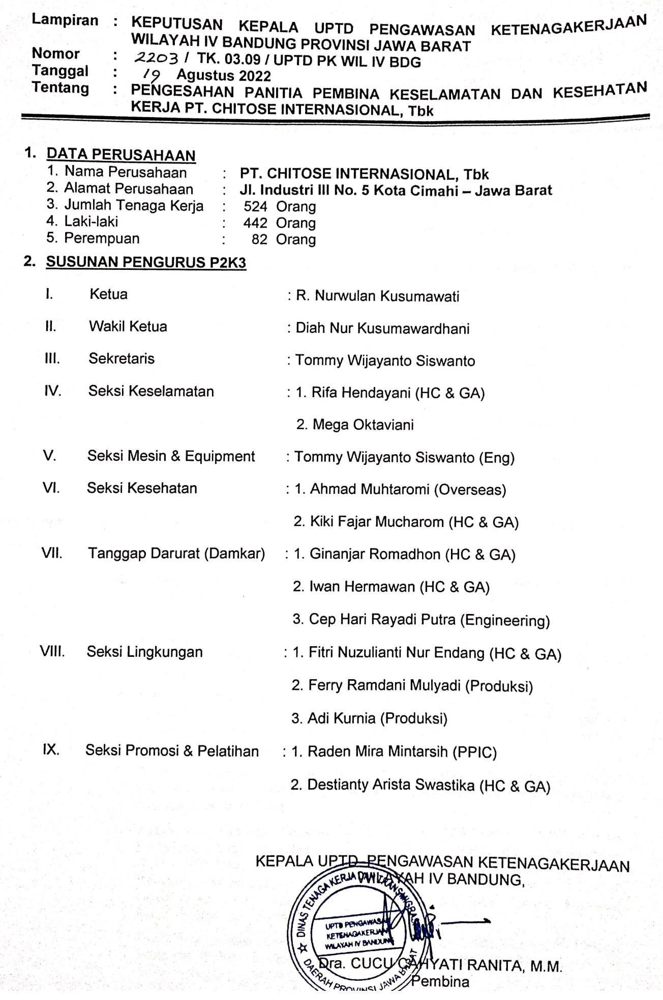 Lampiran : KEPUTUSAN KEPALA UPTD PENGAWASAN KETENAGAKERJAAN
WILAYAH IV BANDUNG PROVINSI JAWA BARAT
Nomor : 2203 / TK. 03.09 / UPTD PK WIL IV BDG
Tanggal : 19 Agustus 2022
Tentang : PENGESAHAN PANITIA PEMBINA KESELAMATAN DAN KESEHATAN
KERJA PT. CHITOSE INTERNASIONAL, Tbk
1. DATA PERUSAHAAN
1. Nama Perusahaan : PT. CHITOSE INTERNASIONAL, Tbk
2. Alamat Perusahaan : Jl. Industri III No. 5 Kota Cimahi – Jawa Barat
3. Jumlah Tenaga Kerja : 524 Orang
4. Laki-laki : 442 Orang
5. Perempuan : 82 Orang
2. SUSUNAN PENGURUS P2K3
I. Ketua : R. Nurwulan Kusumawati
II. Wakil Ketua : Diah Nur Kusumawardhani
III. Sekretaris : Tommy Wijayanto Siswanto
IV. Seksi Keselamatan : 1. Rifa Hendayani (HC & GA)
2. Mega Oktaviani
V. Seksi Mesin & Equipment : Tommy Wijayanto Siswanto (Eng)
VI. Seksi Kesehatan : 1. Ahmad Muhtaromi (Overseas)
2. Kiki Fajar Mucharom (HC & GA)
VII. Tanggap Darurat (Damkar) : 1. Ginanjar Romadhon (HC & GA)
2. Iwan Hermawan (HC & GA)
3. Cep Hari Rayadi Putra (Engineering)
VIII. Seksi Lingkungan : 1. Fitri Nuzulianti Nur Endang (HC & GA)
2. Ferry Ramdani Mulyadi (Produksi)
3. Adi Kurnia (Produksi)
IX. Seksi Promosi & Pelatihan : 1. Raden Mira Mintarsih (PPIC)
2. Destianty Arista Swastika (HC & GA)
KEPALA UPTD PENGAWASAN KETENAGAKERJAAN
WILAYAH IV BANDUNG,
DINAS TENAGA KERJA DAN TRANSMIGRASI
UPTD PENGAWASAN
KETENAGAKERJAAN
WILAYAH IV BANDUNG
DAERAH PROVINSI JAWA BARAT
Dra. CUCU CAHYATI RANITA, M.M.
Pembina